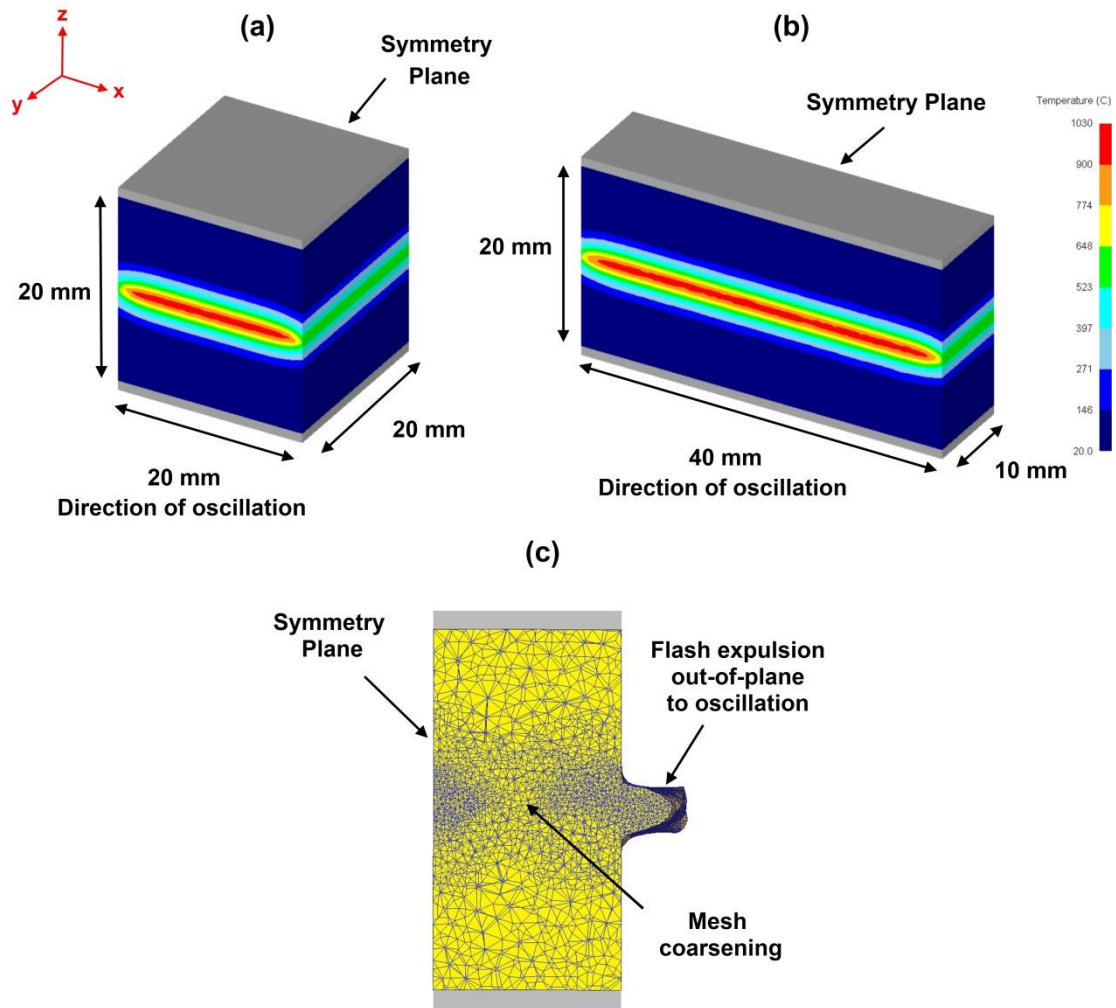 (a)
(b)
z
y
x
Symmetry
Plane
Symmetry Plane
Temperature (C)
1030
900
774
648
523
397
271
146
20.0
20 mm
20 mm
20 mm
Direction of oscillation
20 mm
40 mm
Direction of oscillation
10 mm
(c)
Symmetry
Plane
Flash expulsion
out-of-plane
to oscillation
Mesh
coarsening